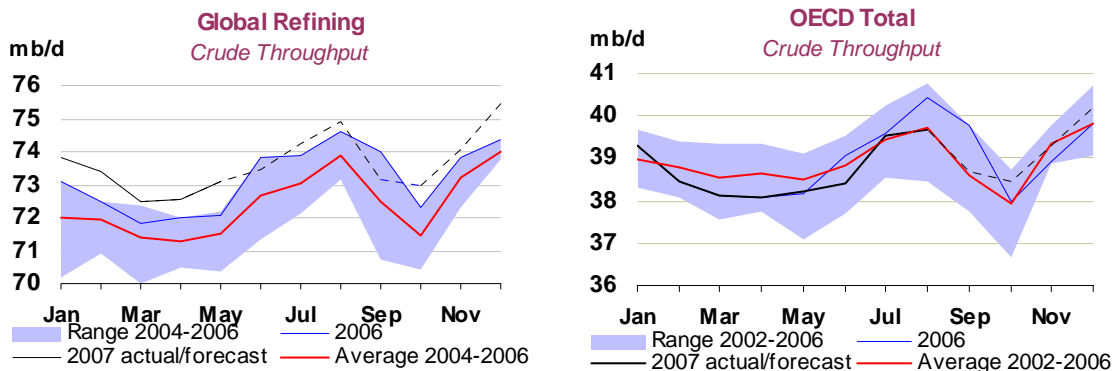 Global Refining
Crude Throughput
mb/d
76
75
74
73
72
71
70
Jan Mar May Jul Sep Nov
Range 2004-2006 2006
2007 actual/forecast Average 2004-2006
OECD Total
Crude Throughput
mb/d
41
40
39
38
37
36
Jan Mar May Jul Sep Nov
Range 2002-2006 2006
2007 actual/forecast Average 2002-2006